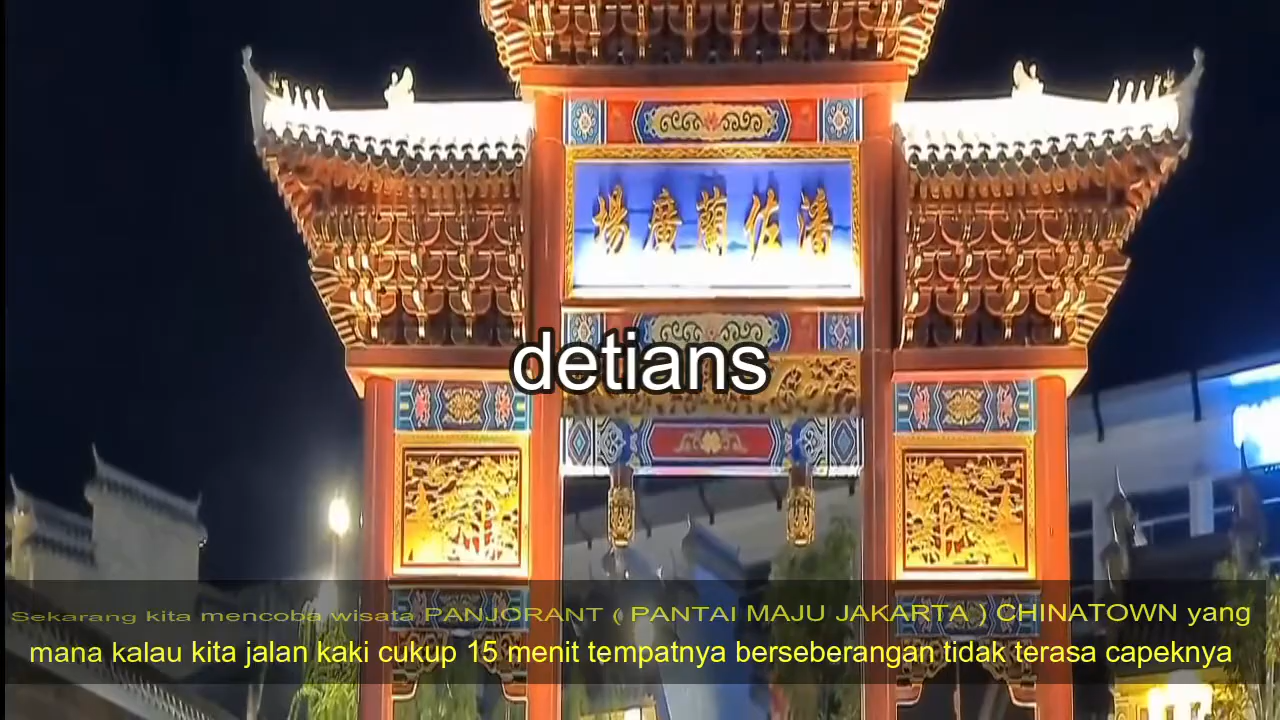 潘佐蘭廣場
detians
Sekarang kita mencoba wisata PANJORANT ( PANTAI MAJU JAKARTA ) CHINATOWN yang
mana kalau kita jalan kaki cukup 15 menit tempatnya berseberangan tidak terasa capeknya